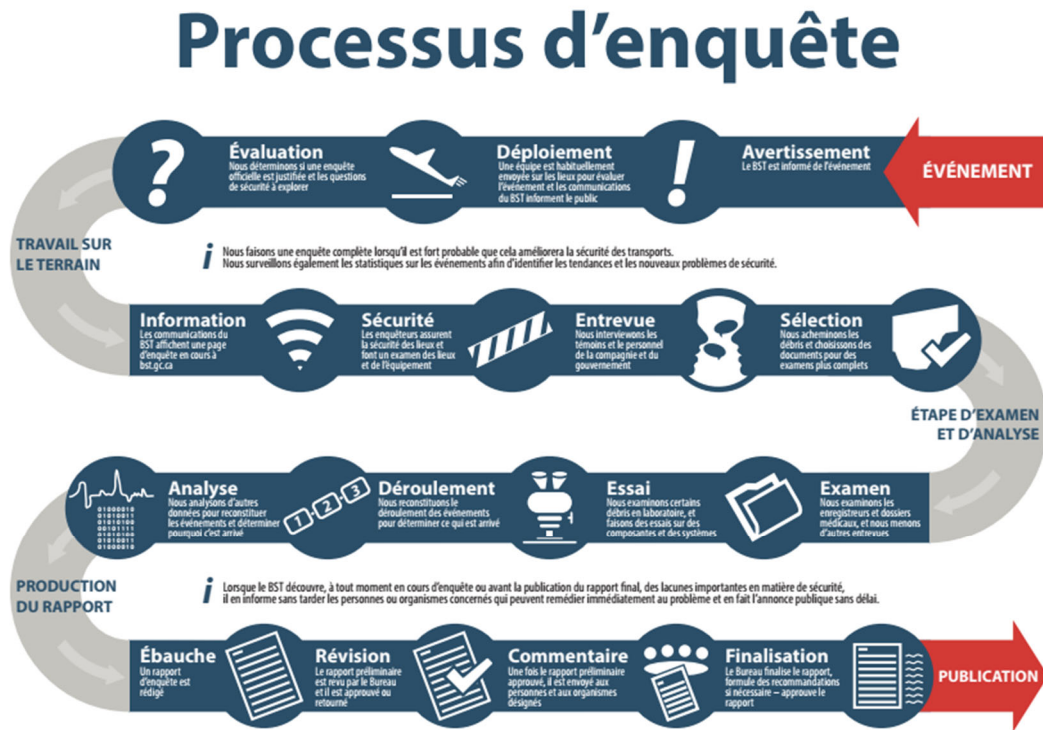 Processus d'enquête
ÉVÉNEMENT
Avertissement
Le BST est informé de l'événement
Déploiement
Une équipe est habituellement
envoyée sur les lieux pour évaluer
l'événement et les communications
du BST informent le public
Évaluation
Nous déterminons si une enquête
officielle est justifiée et les questions
de sécurité à explorer
TRAVAIL SUR
LE TERRAIN
i Nous faisons une enquête complète lorsqu'il est fort probable que cela améliorera la sécurité des transports.
Nous surveillons également les statistiques sur les événements afin d'identifier les tendances et les nouveaux problèmes de sécurité.
Information
Les communications du
BST affichent une page
d'enquête en cours à
bst.gc.ca
Sécurité
Les enquêteurs assurent
la sécurité des lieux et
font un examen des lieux
et de l'équipement
Entrevue
Nous interviewons les
témoins et le personnel
de la compagnie et du
gouvernement
Sélection
Nous acheminons les
débris et choisissons des
documents pour des
examens plus complets
ÉTAPE D'EXAMEN
ET D'ANALYSE
Examen
Nous examinons les
enregistreurs et dossiers
médicaux, et nous menons
d'autres entrevues
Essai
Nous examinons certains
débris en laboratoire, et
faisons des essais sur des
composantes et des systèmes
Déroulement
Nous reconstituons le
déroulement des événements
pour déterminer ce qui est arrivé
1 2 3
Analyse
Nous analysons d'autres
données pour reconstituer
les événements et déterminer
pourquoi c'est arrivé
PRODUCTION
DU RAPPORT
i Lorsque le BST découvre, à tout moment en cours d'enquête ou avant la publication du rapport final, des lacunes importantes en matière de sécurité,
il en informe sans tarder les personnes ou organismes concernés qui peuvent remédier immédiatement au problème et en fait l'annonce publique sans délai.
Ébauche
Un rapport
d'enquête est
rédigé
Révision
Le rapport préliminaire
est revu par le Bureau
et il est approuvé ou
retourné
Commentaire
Une fois le rapport préliminaire
approuvé, il est envoyé aux
personnes et aux organismes
désignés
Finalisation
Le Bureau finalise le rapport,
formule des recommandations
si nécessaire – approuve le
rapport
PUBLICATION